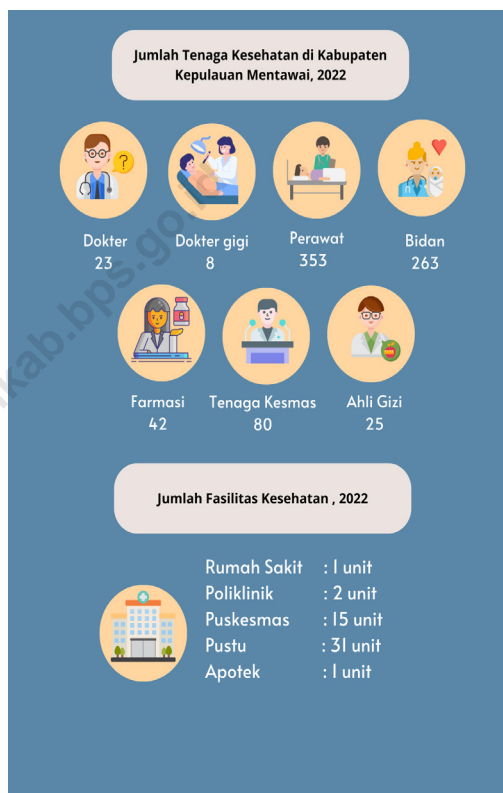 Jumlah Tenaga Kesehatan di Kabupaten
Kepulauan Mentawai, 2022
Dokter
23
Dokter gigi
8
Perawat
353
Bidan
263
Farmasi
42
Tenaga Kesmas
80
Ahli Gizi
25
Jumlah Fasilitas Kesehatan , 2022
Rumah Sakit : 1 unit
Poliklinik : 2 unit
Puskesmas : 15 unit
Pustu : 31 unit
Apotek : 1 unit